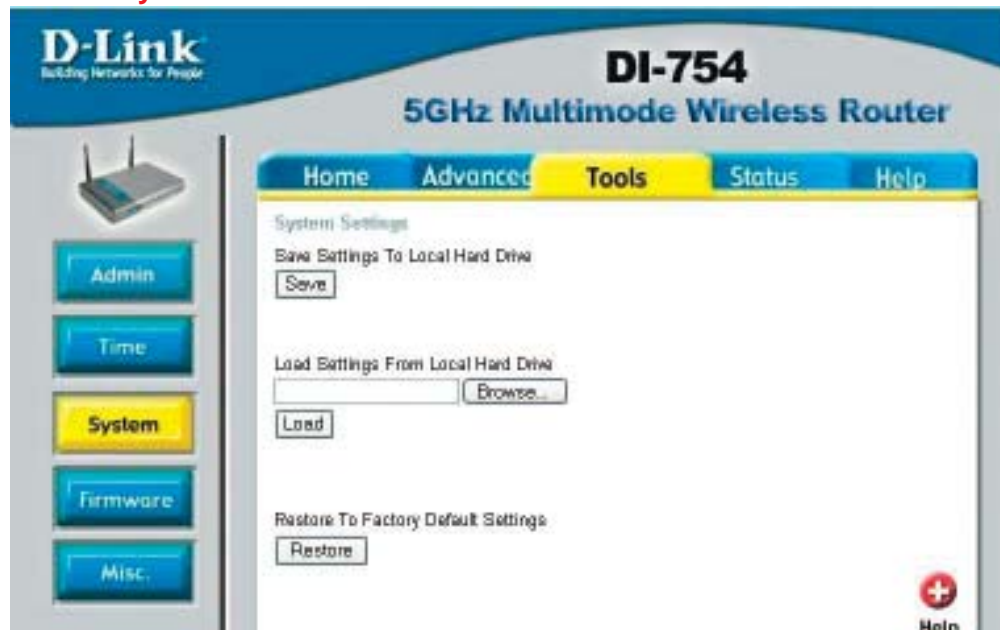 D-Link
Building Networks for People
DI-754
5GHz Multimode Wireless Router
Home Advanced Tools Status Help
System Settings
Save Settings To Local Hard Drive
Save
Load Settings From Local Hard Drive
Browse...
Load
Restore To Factory Default Settings
Restore
Admin
Time
System
Firmware
Misc.
Help